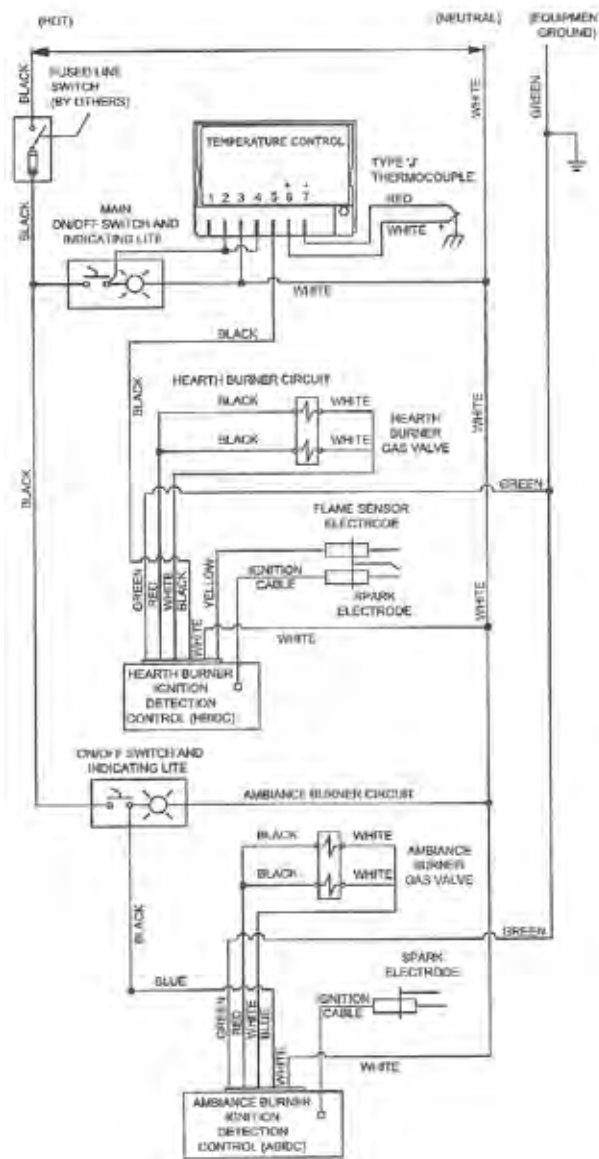 (HOT)
(NEUTRAL)
(EQUIPMEN
GROUND)
BLACK
FUSED LINE
SWITCH
(BY OTHERS)
WHITE
GREEN
TEMPERATURE CONTROL
1 2 3 4 5 6 7
+ -
TYPE "J"
THERMOCOUPLE
RED
WHITE +
BLACK
MAIN
ON/OFF SWITCH AND
INDICATING LITE
WHITE
BLACK
BLACK
HEARTH BURNER CIRCUIT
BLACK
WHITE
HEARTH
BURNER
GAS VALVE
BLACK
WHITE
WHITE
BLACK
GREEN
FLAME SENSOR
ELECTRODE
IGNITION
CABLE
SPARK
ELECTRODE
GREEN
RED
WHITE
BLACK
WHITE
YELLOW
WHITE
WHITE
HEARTH BURNER
IGNITION
DETECTION
CONTROL (HBIDC)
ON/OFF SWITCH AND
INDICATING LITE
AMBIANCE BURNER CIRCUIT
BLACK
WHITE
AMBIANCE
BURNER
GAS VALVE
BLACK
WHITE
BLACK
GREEN
SPARK
ELECTRODE
BLUE
IGNITION
CABLE
GREEN
RED
WHITE
BLUE
WHITE
WHITE
AMBIANCE BURNER
IGNITION
DETECTION
CONTROL (ABIDC)